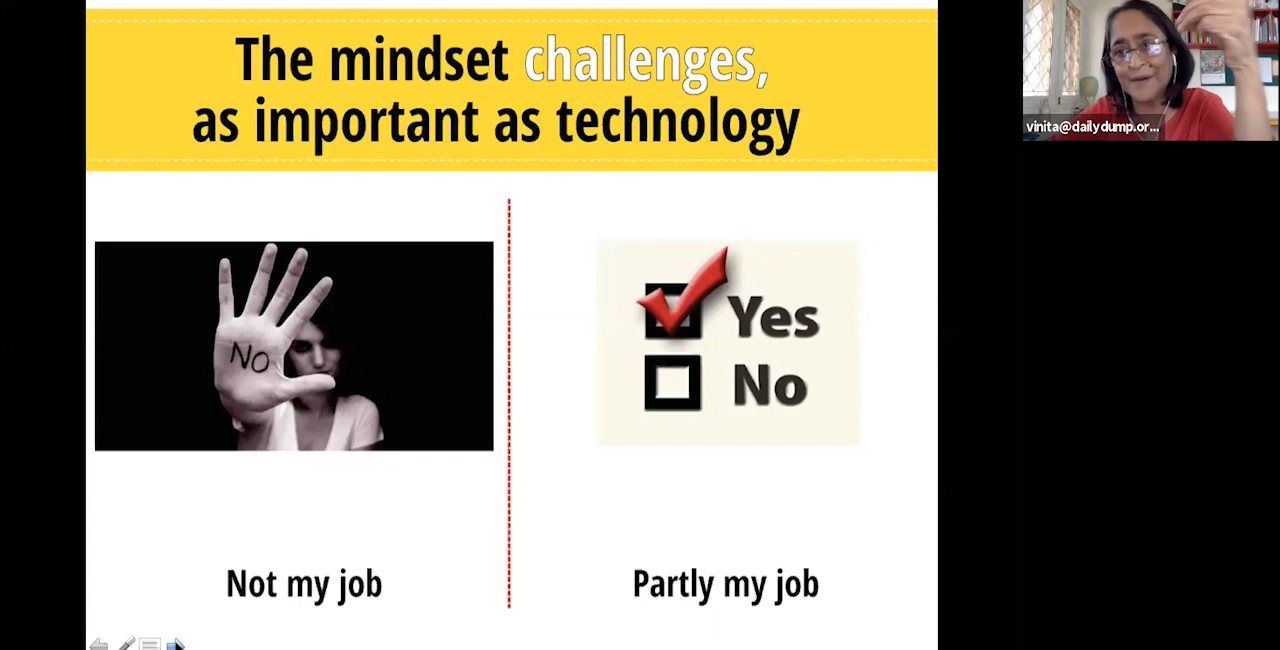 The mindset challenges,
as important as technology
NO
Yes
No
Not my job
Partly my job
vinita@dailydump.or...